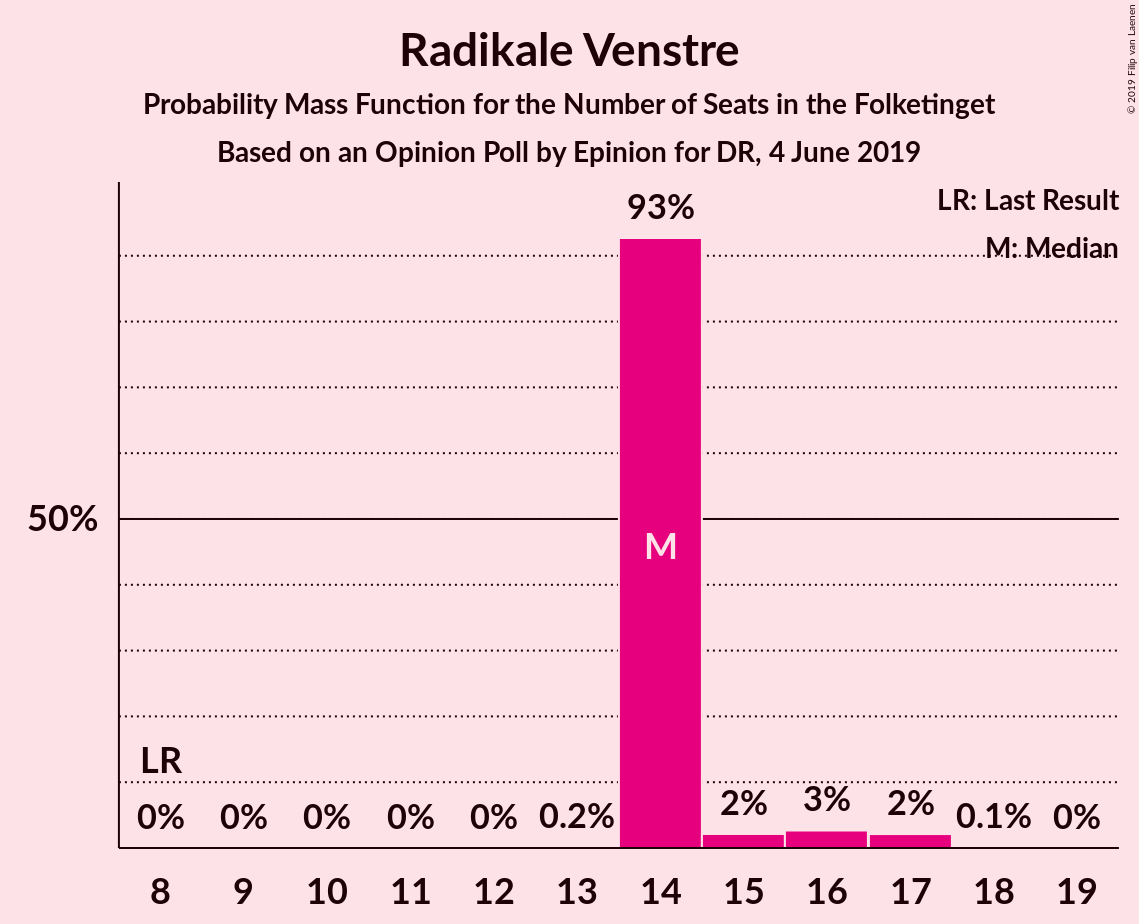 Radikale Venstre
Probability Mass Function for the Number of Seats in the Folketinget
Based on an Opinion Poll by Epinion for DR, 4 June 2019
© 2019 Filip van Laenen
LR: Last Result
M: Median
93%
50%
M
LR
0% 0% 0% 0% 0% 0.2% 2% 3% 2% 0.1% 0%
8 9 10 11 12 13 14 15 16 17 18 19